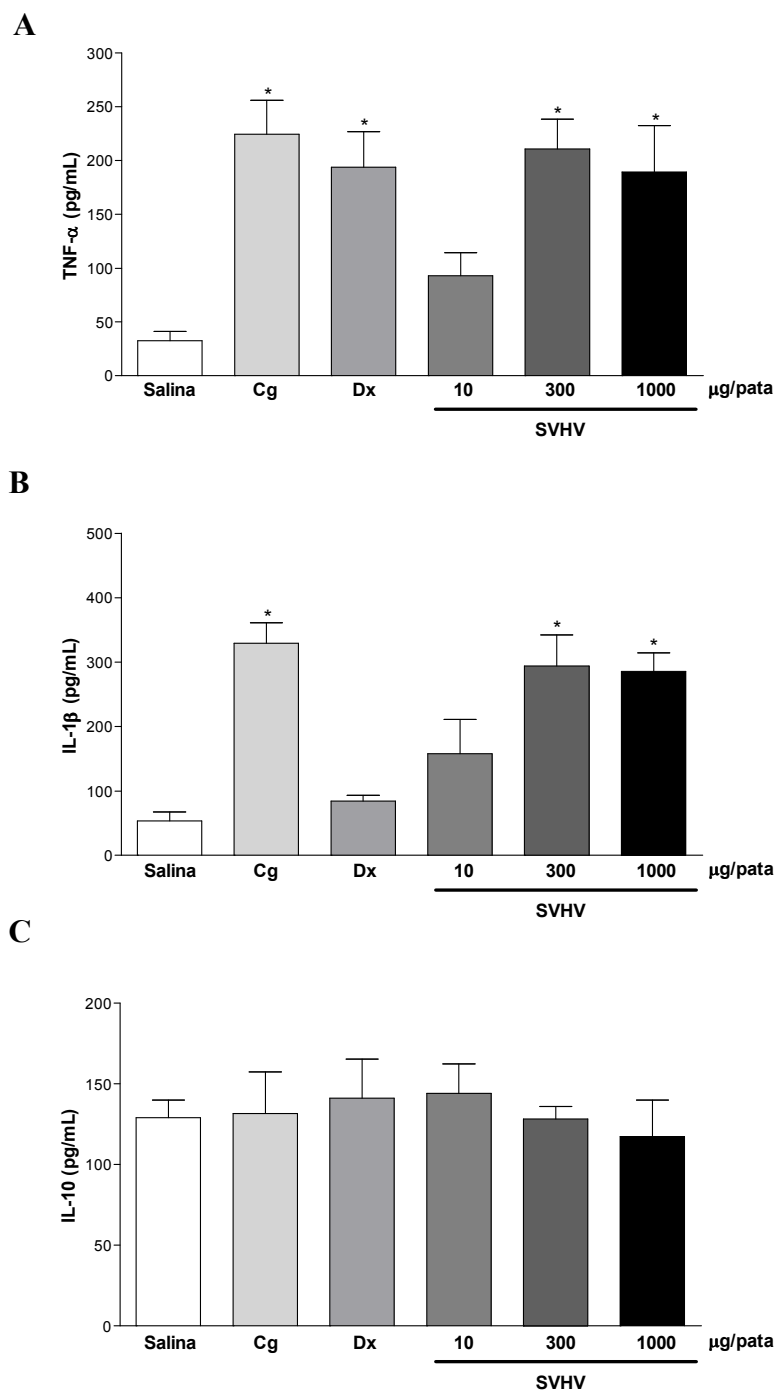 A
300
250
200
150
100
50
0
TNF-α (pg/mL)
* * * *
Salina Cg Dx 10 300 1000 µg/pata
SVHV
B
500
400
300
200
100
0
IL-1β (pg/mL)
* * *
Salina Cg Dx 10 300 1000 µg/pata
SVHV
C
200
150
100
50
0
IL-10 (pg/mL)
Salina Cg Dx 10 300 1000 µg/pata
SVHV